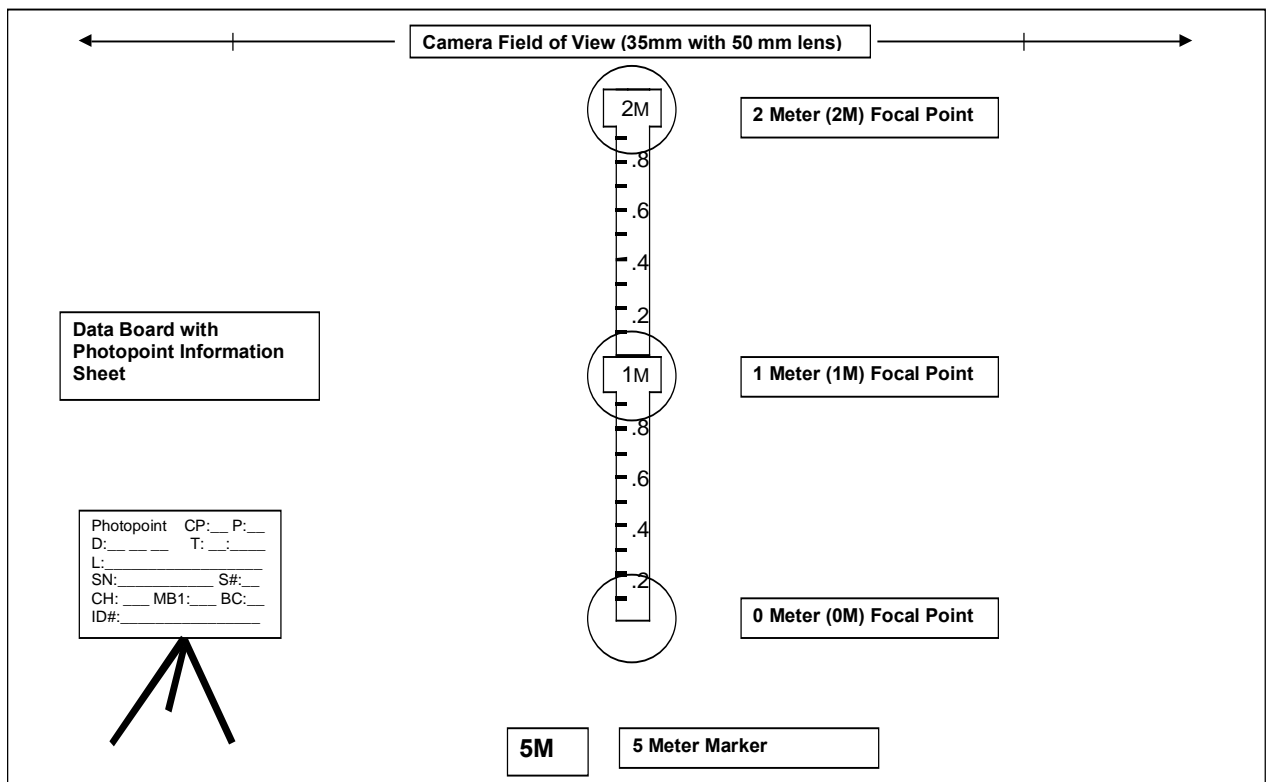 Camera Field of View (35mm with 50 mm lens)
2M
2 Meter (2M) Focal Point
.8
.6
.4
.2
Data Board with
Photopoint Information
Sheet
1M
1 Meter (1M) Focal Point
.8
.6
.4
.2
Photopoint CP:__ P:__
D:__ __ __ T: __:____
L:___________________
SN:___________ S#:__
CH: ___ MB1:___ BC:__
ID#:________________
0 Meter (0M) Focal Point
5M
5 Meter Marker